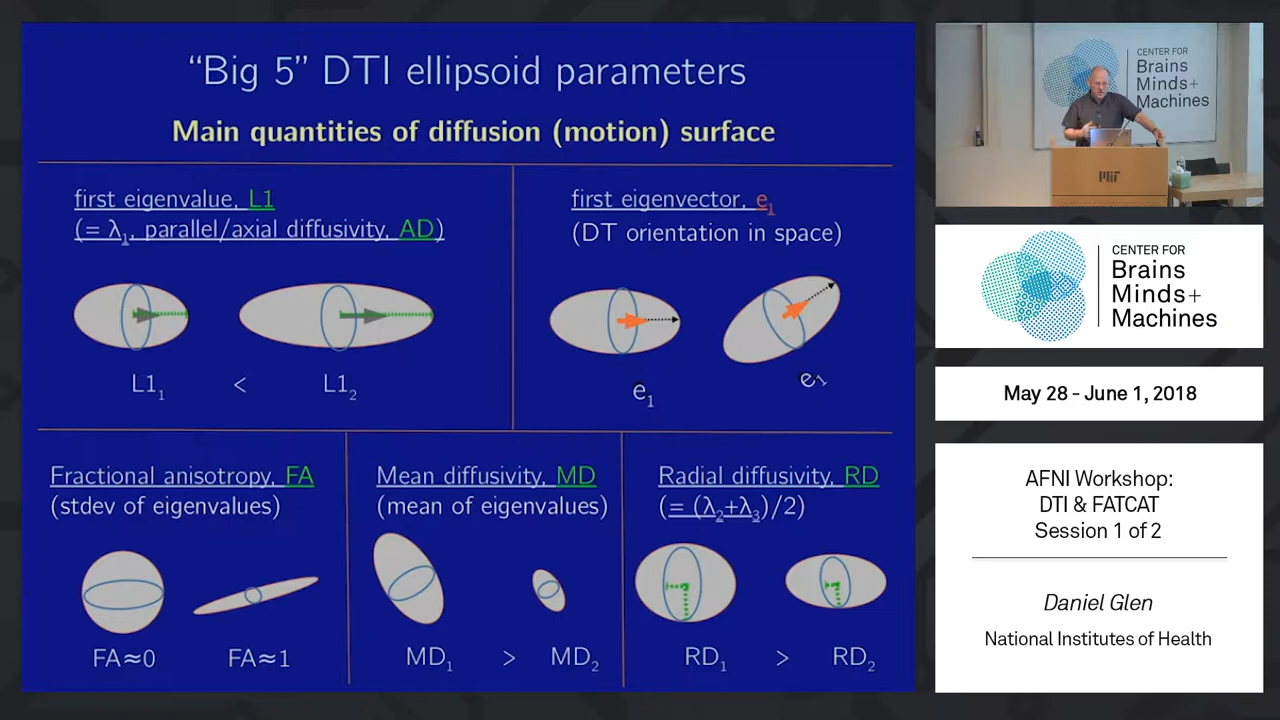 “Big 5” DTI ellipsoid parameters
Main quantities of diffusion (motion) surface
first eigenvalue, L1
(= λ₁, parallel/axial diffusivity, AD)
L1₁ < L1₂
first eigenvector, e₁
(DT orientation in space)
e₁
e₁
Fractional anisotropy, FA
(stdev of eigenvalues)
FA≈0
FA≈1
Mean diffusivity, MD
(mean of eigenvalues)
MD₁ > MD₂
Radial diffusivity, RD
(= (λ₂+λ₃)/2)
RD₁ > RD₂
CENTER FOR
Brains
Minds+
Machines
MIT
CENTER FOR
Brains
Minds+
Machines
May 28 - June 1, 2018
AFNI Workshop:
DTI & FATCAT
Session 1 of 2
Daniel Glen
National Institutes of Health